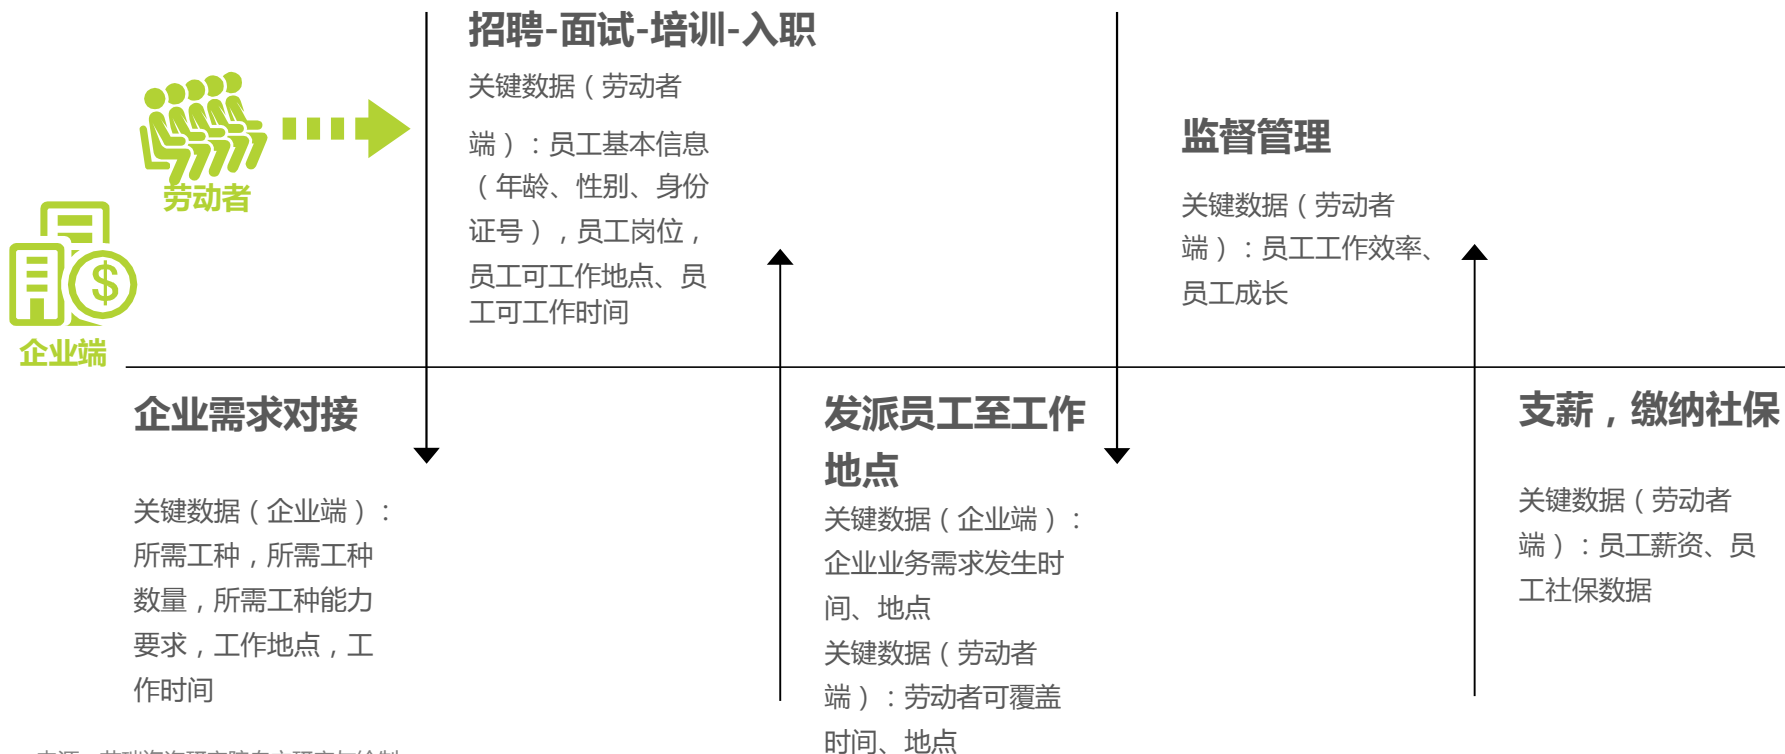 招聘-面试-培训-入职
关键数据（劳动者
端）：员工基本信息
（年龄、性别、身份
证号），员工岗位，
员工可工作地点、员
工可工作时间
监督管理
关键数据（劳动者
端）：员工工作效率、
员工成长
劳动者
$
企业端
企业需求对接
关键数据（企业端）：
所需工种，所需工种
数量，所需工种能力
要求，工作地点，工
作时间
发派员工至工作
地点
关键数据（企业端）：
企业业务需求发生时
间、地点
关键数据（劳动者
端）：劳动者可覆盖
时间、地点
支薪，缴纳社保
关键数据（劳动者
端）：员工薪资、员
工社保数据